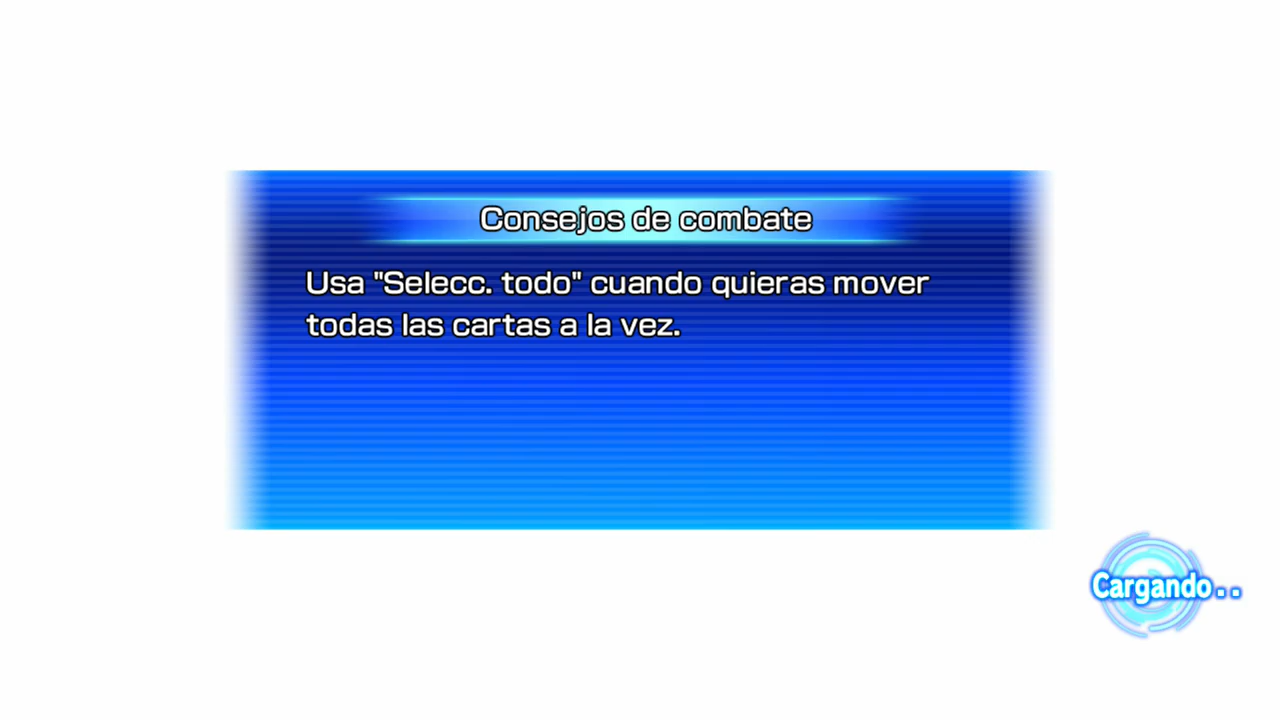 Consejos de combate
Usa "Selecc. todo" cuando quieras mover
todas las cartas a la vez.
Cargando..